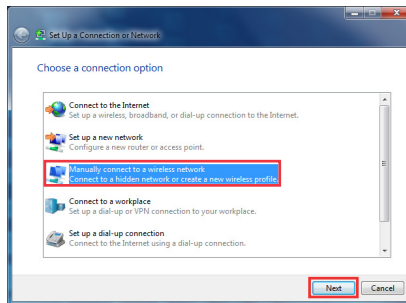 Set Up a Connection or Network
Choose a connection option
Connect to the Internet
Set up a wireless, broadband, or dial-up connection to the Internet.
Set up a new network
Configure a new router or access point.
Manually connect to a wireless network
Connect to a hidden network or create a new wireless profile.
Connect to a workplace
Set up a dial-up or VPN connection to your workplace.
Set up a dial-up connection
Connect to the Internet using a dial-up connection.
Next
Cancel